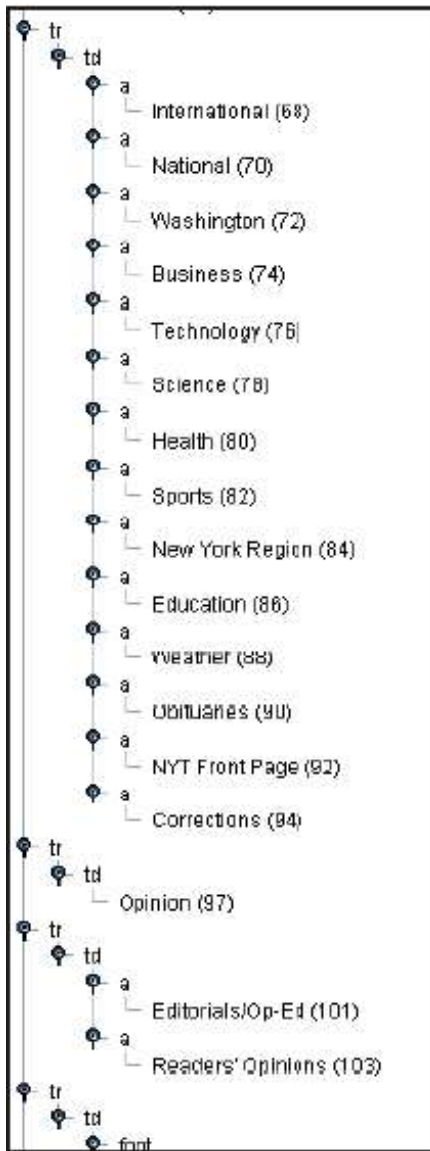 tr
td
a
International (68)
a
National (70)
a
Washington (72)
a
Business (74)
a
Technology (76)
a
Science (78)
a
Health (80)
a
Sports (82)
a
New York Region (84)
a
Education (86)
a
Weather (88)
a
Obituaries (90)
a
NYT Front Page (92)
a
Corrections (94)
tr
td
Opinion (97)
tr
td
a
Editorials/Op-Ed (101)
a
Readers' Opinions (103)
tr
td
font